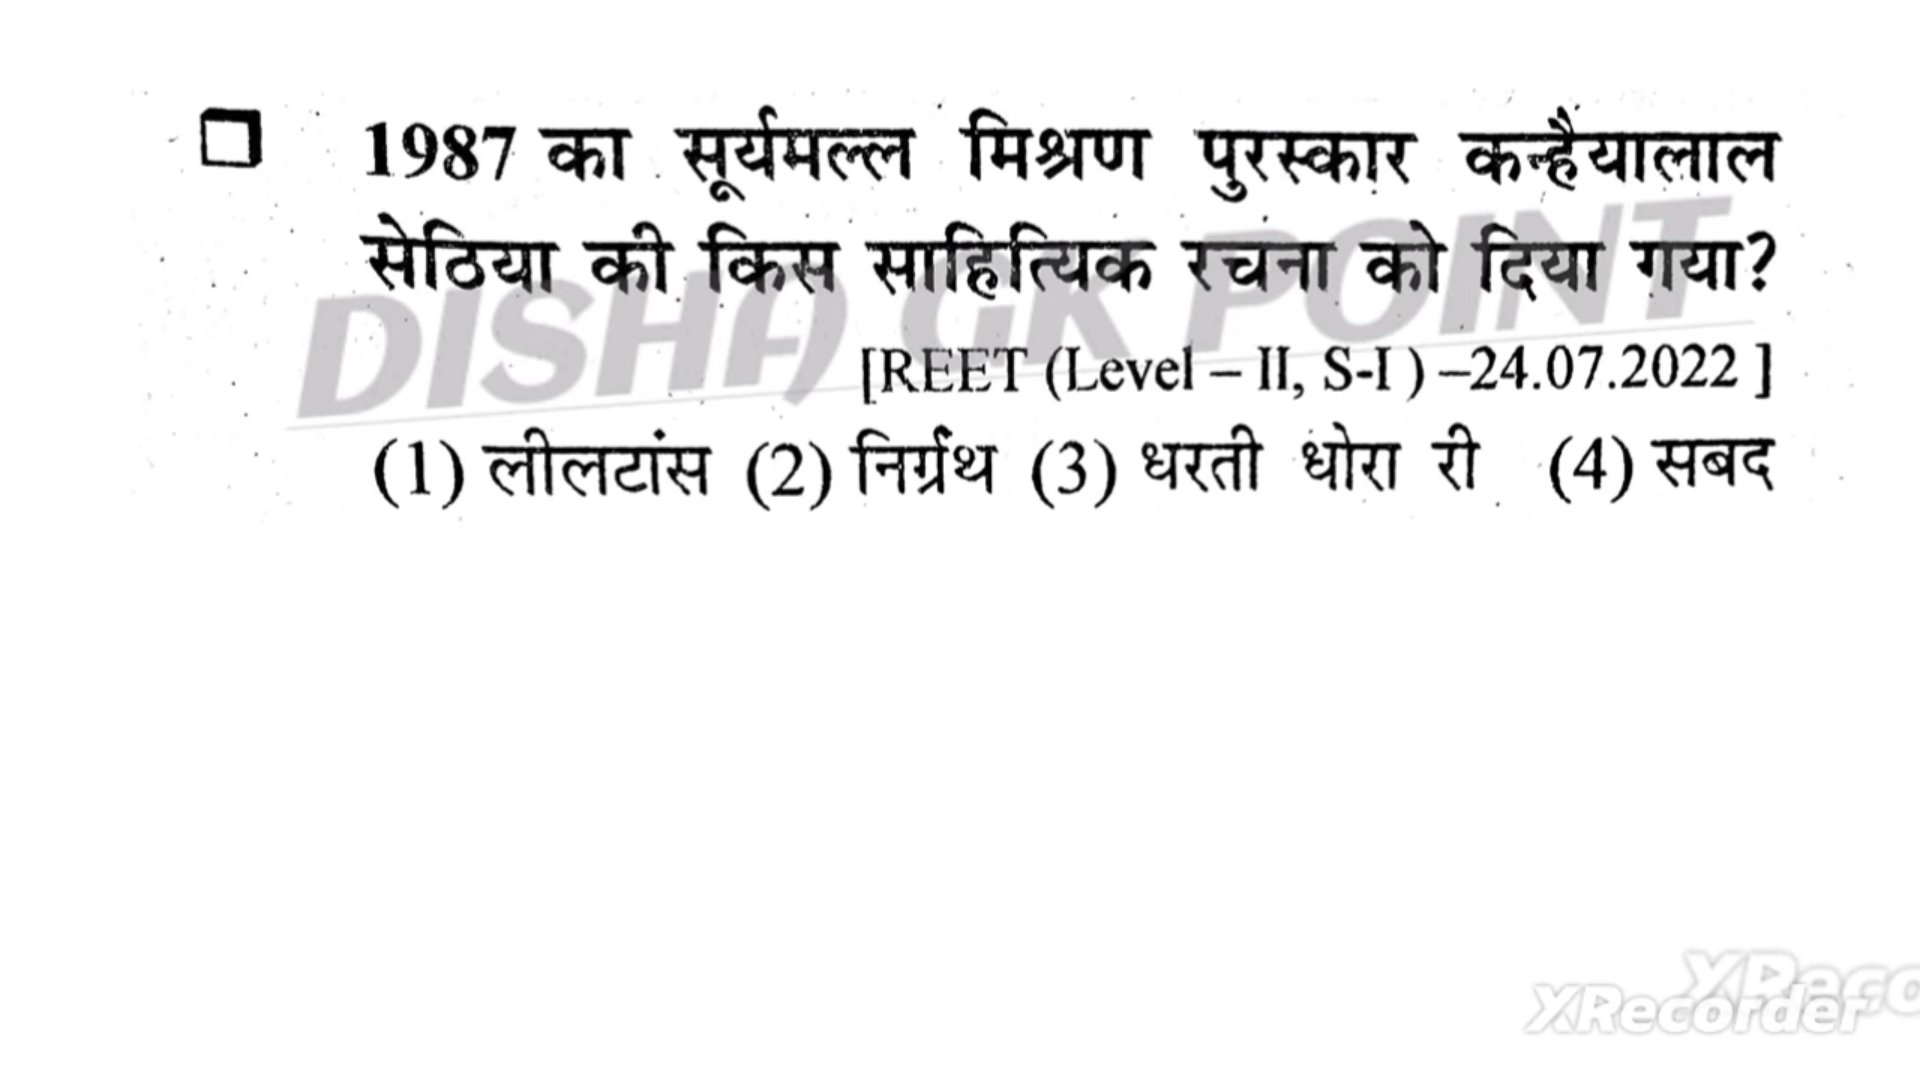 1987 का सूर्यमल्ल मिश्रण पुरस्कार कन्हैयालाल
सेठिया की किस साहित्यिक रचना को दिया गया?
DISHA GK POINT
[REET (Level – II, S-I ) –24.07.2022 ]
(1) लीलटांस (2) निर्ग्रंथ (3) धरती धोरा री (4) सबद
XReco
XRecorder